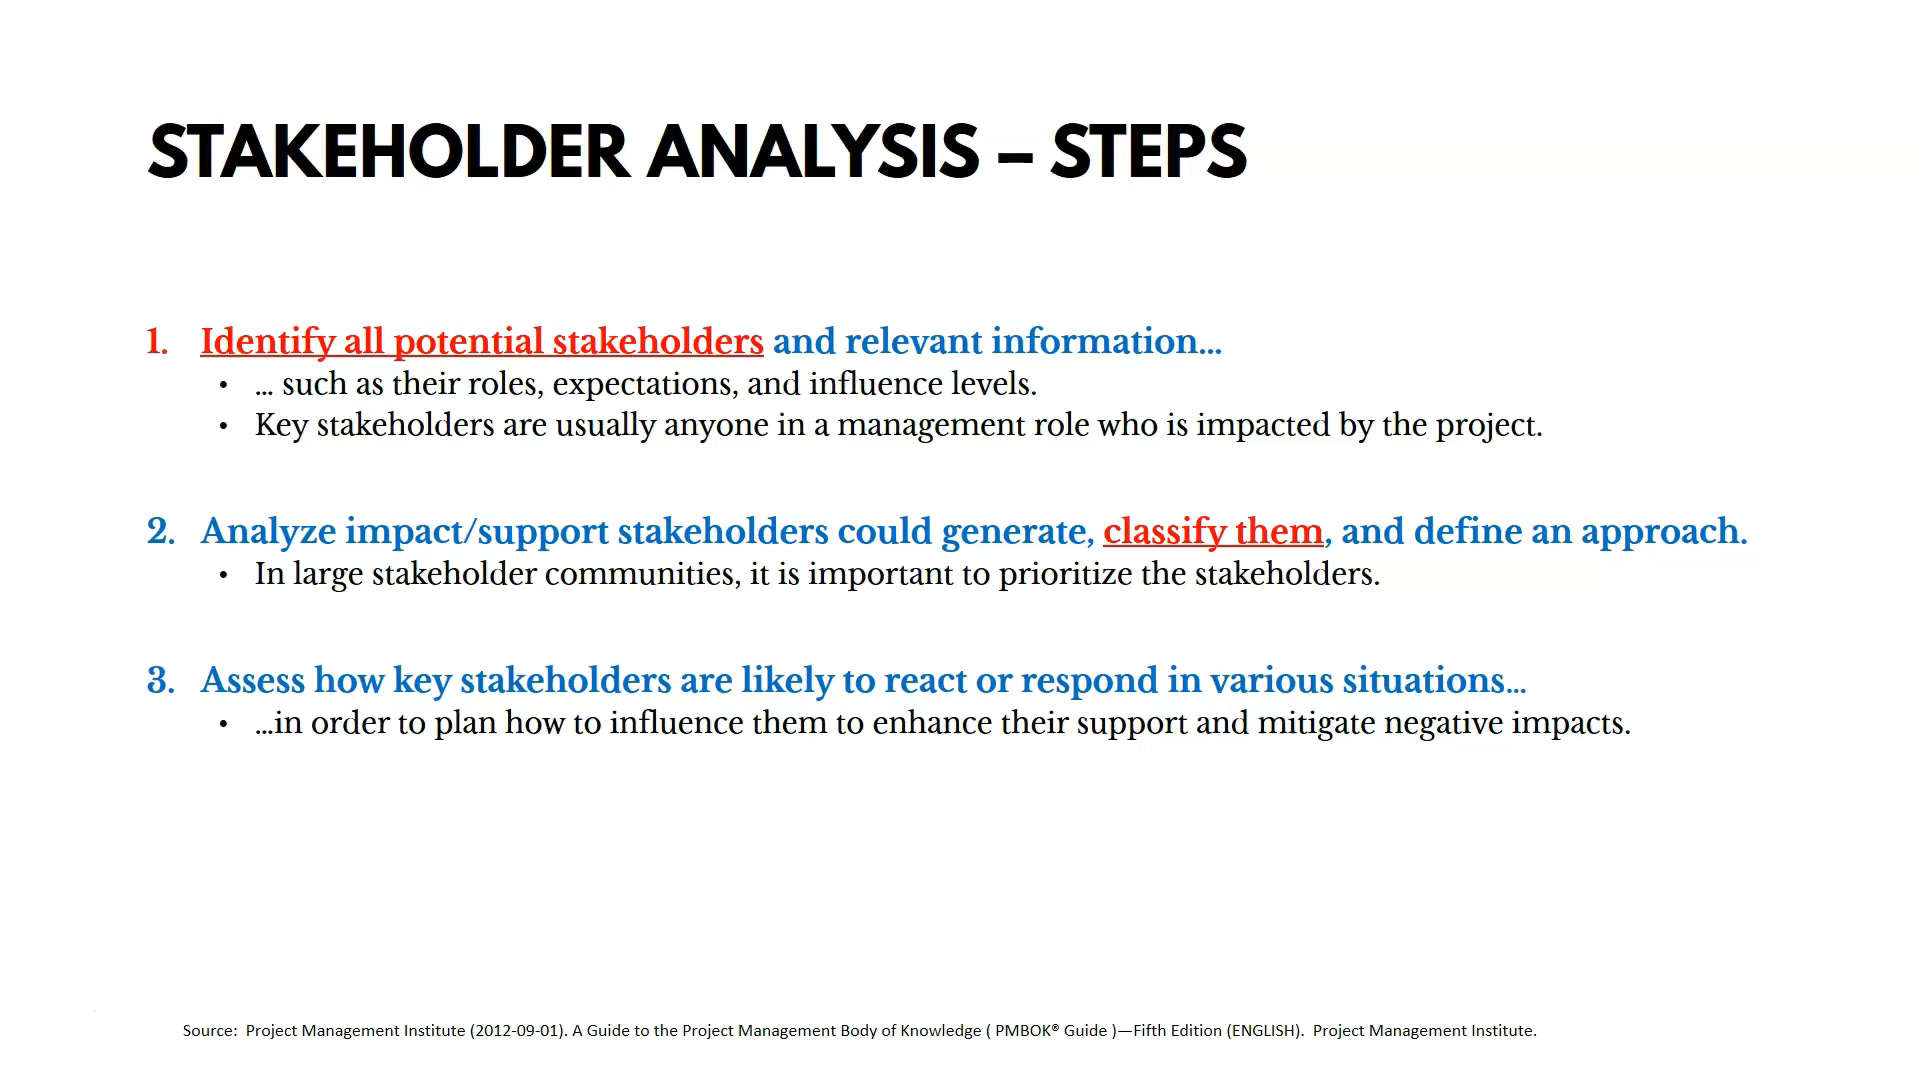 STAKEHOLDER ANALYSIS – STEPS
1. Identify all potential stakeholders and relevant information...
• ... such as their roles, expectations, and influence levels.
• Key stakeholders are usually anyone in a management role who is impacted by the project.
2. Analyze impact/support stakeholders could generate, classify them, and define an approach.
• In large stakeholder communities, it is important to prioritize the stakeholders.
3. Assess how key stakeholders are likely to react or respond in various situations...
• ...in order to plan how to influence them to enhance their support and mitigate negative impacts.
Source: Project Management Institute (2012-09-01). A Guide to the Project Management Body of Knowledge ( PMBOK® Guide )—Fifth Edition (ENGLISH). Project Management Institute.